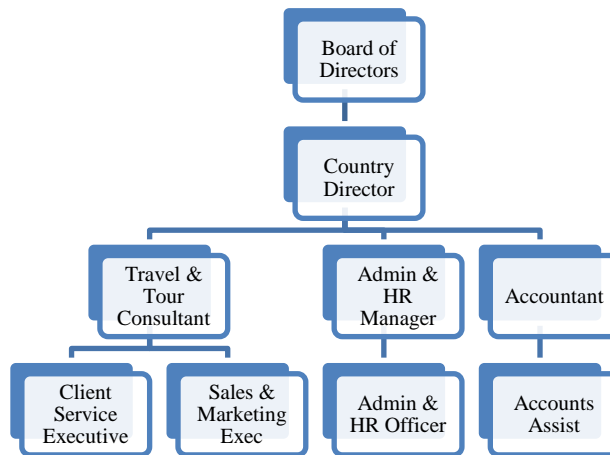 Board of
Directors
Country
Director
Travel &
Tour
Consultant
Admin &
HR
Manager
Accountant
Client
Service
Executive
Sales &
Marketing
Exec
Admin &
HR Officer
Accounts
Assist